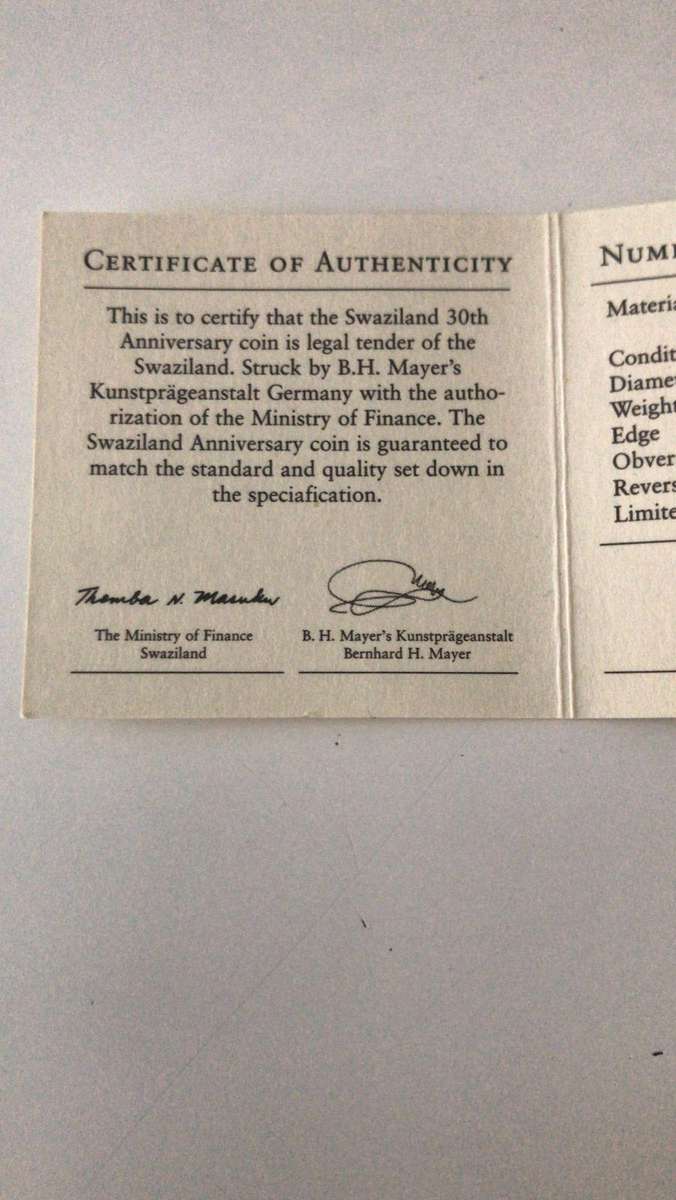 CERTIFICATE OF AUTHENTICITY
This is to certify that the Swaziland 30th
Anniversary coin is legal tender of the
Swaziland. Struck by B.H. Mayer's
Kunstprägeanstalt Germany with the autho-
rization of the Ministry of Finance. The
Swaziland Anniversary coin is guaranteed to
match the standard and quality set down in
the speciafication.
Themba N. Masuku
The Ministry of Finance
Swaziland
B. H. Mayer's Kunstprägeanstalt
Bernhard H. Mayer
NUM
Materia
Condit
Diame
Weight
Edge
Obver
Revers
Limite